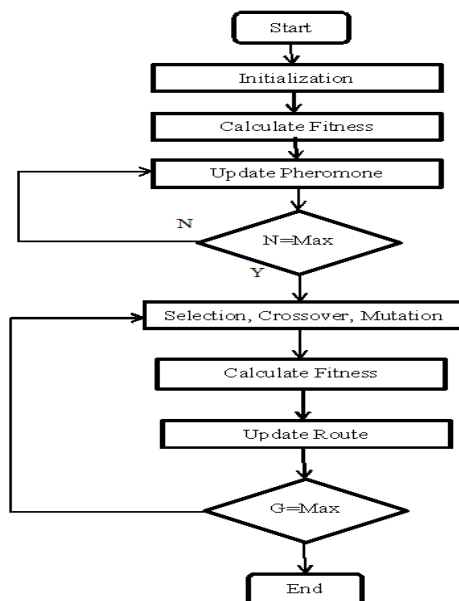 Start
Initialization
Calculate Fitness
Update Pheromone
N
N=Max
Y
Selection, Crossover, Mutation
Calculate Fitness
Update Route
G=Max
End